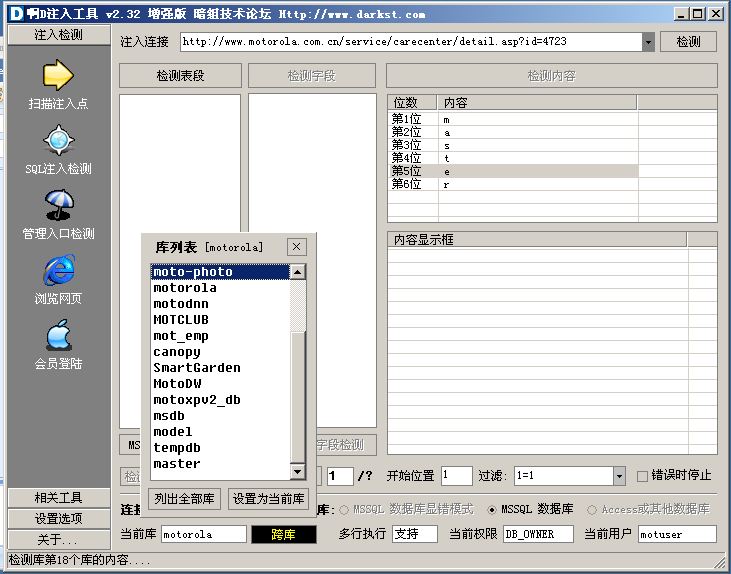 啊D注入工具 v2.32 增强版 暗组技术论坛 Http://www.darkst.com
注入检测
注入连接 http://www.motorola.com.cn/service/carecenter/detail.asp?id=4723 检测
检测表段 检测字段 检测内容
扫描注入点
SQL注入检测
管理入口检测
浏览网页
会员登陆
位数 内容
第1位 m
第2位 a
第3位 s
第4位 t
第5位 e
第6位 r
内容显示框
库列表 [motorola]
moto-photo
motorola
motodnn
MOTCLUB
mot_emp
canopy
SmartGarden
MotoDW
motoxpv2_db
msdb
model
tempdb
master
列出全部库 设置为当前库
MS 字段检测
检 1 /? 开始位置 1 过滤: 1=1 错误时停止
相关工具
设置选项
关于...
连接 库: MSSQL 数据库显错模式 MSSQL 数据库 Access或其他数据库
当前库 motorola 跨库 多行执行 支持 当前权限 DB_OWNER 当前用户 motuser
检测库第18个库的内容....